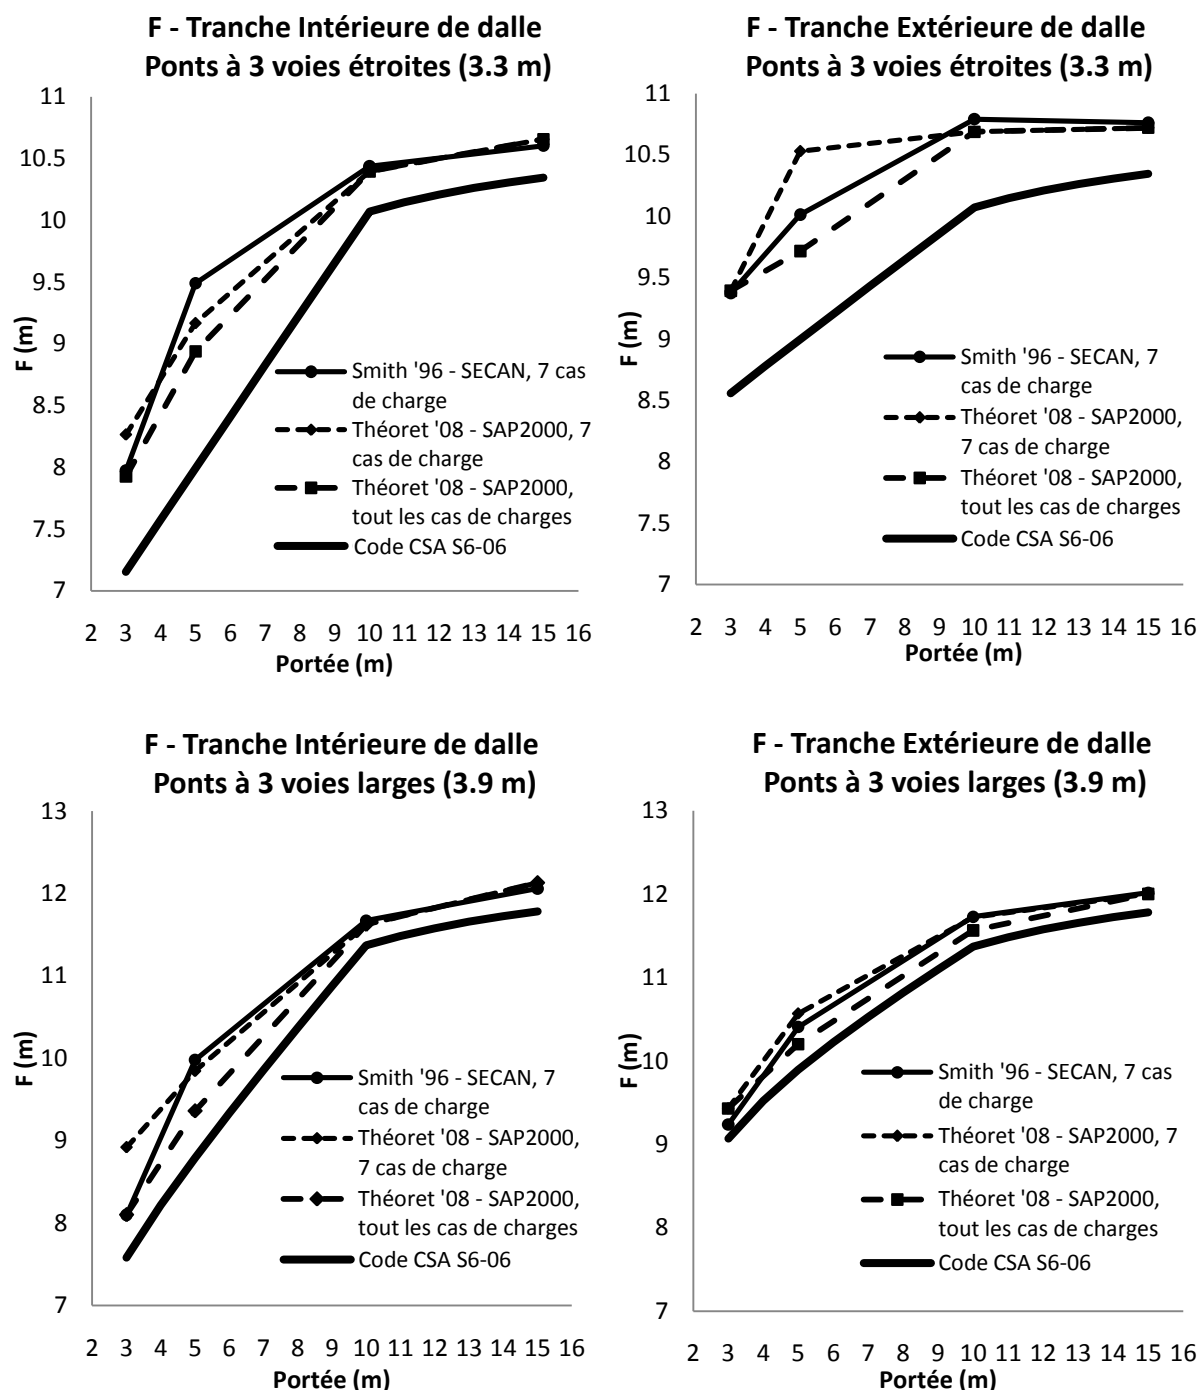 F - Tranche Intérieure de dalle
Ponts à 3 voies étroites (3.3 m)
11
10.5
10
9.5
9
8.5
8
7.5
7
F (m)
Smith '96 - SECAN, 7 cas
de charge
Théoret '08 - SAP2000, 7
cas de charge
Théoret '08 - SAP2000,
tout les cas de charges
Code CSA S6-06
2 3 4 5 6 7 8 9 10 11 12 13 14 15 16
Portée (m)
F - Tranche Extérieure de dalle
Ponts à 3 voies étroites (3.3 m)
11
10.5
10
9.5
9
8.5
8
7.5
7
F (m)
Smith '96 - SECAN, 7
cas de charge
Théoret '08 - SAP2000,
7 cas de charge
Théoret '08 - SAP2000,
tout les cas de charges
Code CSA S6-06
2 3 4 5 6 7 8 9 10 11 12 13 14 15 16
Portée (m)
F - Tranche Intérieure de dalle
Ponts à 3 voies larges (3.9 m)
13
12
11
10
9
8
7
F (m)
Smith '96 - SECAN, 7
cas de charge
Théoret '08 - SAP2000,
7 cas de charge
Théoret '08 - SAP2000,
tout les cas de charges
Code CSA S6-06
2 3 4 5 6 7 8 9 10 11 12 13 14 15 16
Portée (m)
F - Tranche Extérieure de dalle
Ponts à 3 voies larges (3.9 m)
13
12
11
10
9
8
7
F (m)
Smith '96 - SECAN, 7 cas
de charge
Théoret '08 - SAP2000, 7
cas de charge
Théoret '08 - SAP2000,
tout les cas de charges
Code CSA S6-06
2 3 4 5 6 7 8 9 10 11 12 13 14 15 16
Portée (m)